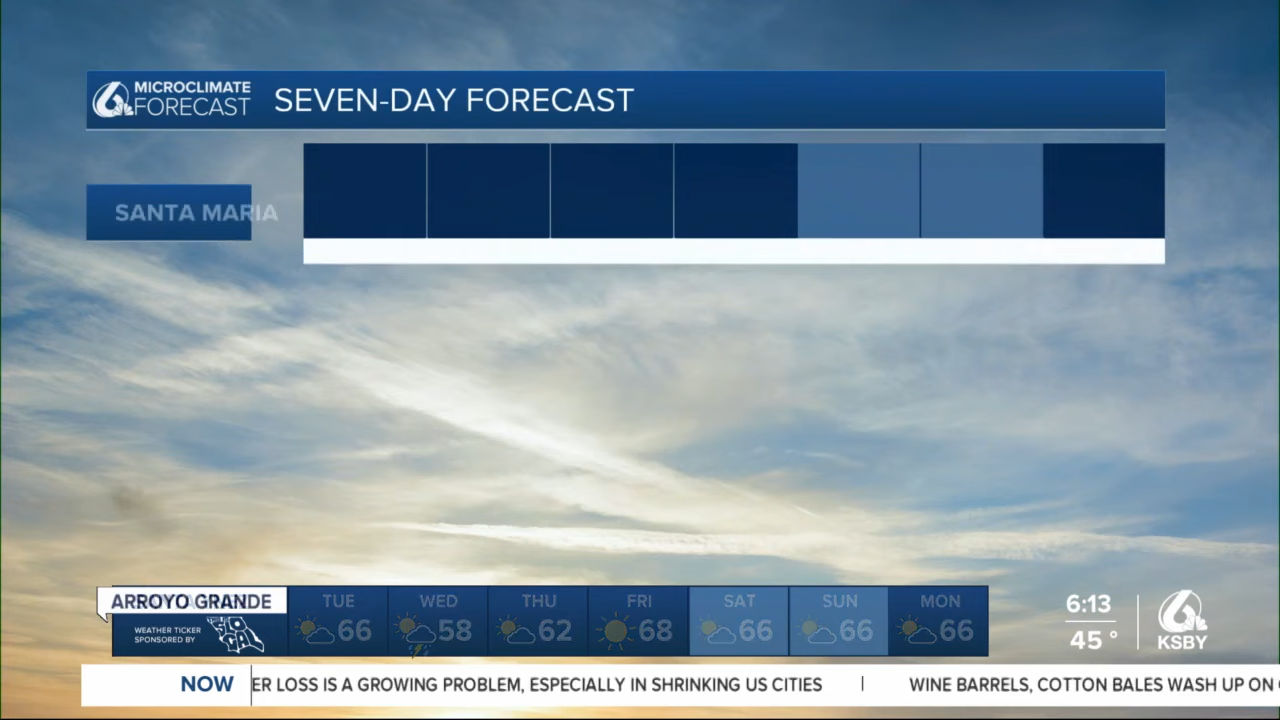 6 MICROCLIMATE
FORECAST
SEVEN-DAY FORECAST
SANTA MARIA
ARROYO GRANDE
WEATHER TICKER
SPONSORED BY
TUE WED THU FRI SAT SUN MON
66 58 62 68 66 66 66
6:13
45 °
6
KSBY
NOW
ER LOSS IS A GROWING PROBLEM, ESPECIALLY IN SHRINKING US CITIES | WINE BARRELS, COTTON BALES WASH UP ON